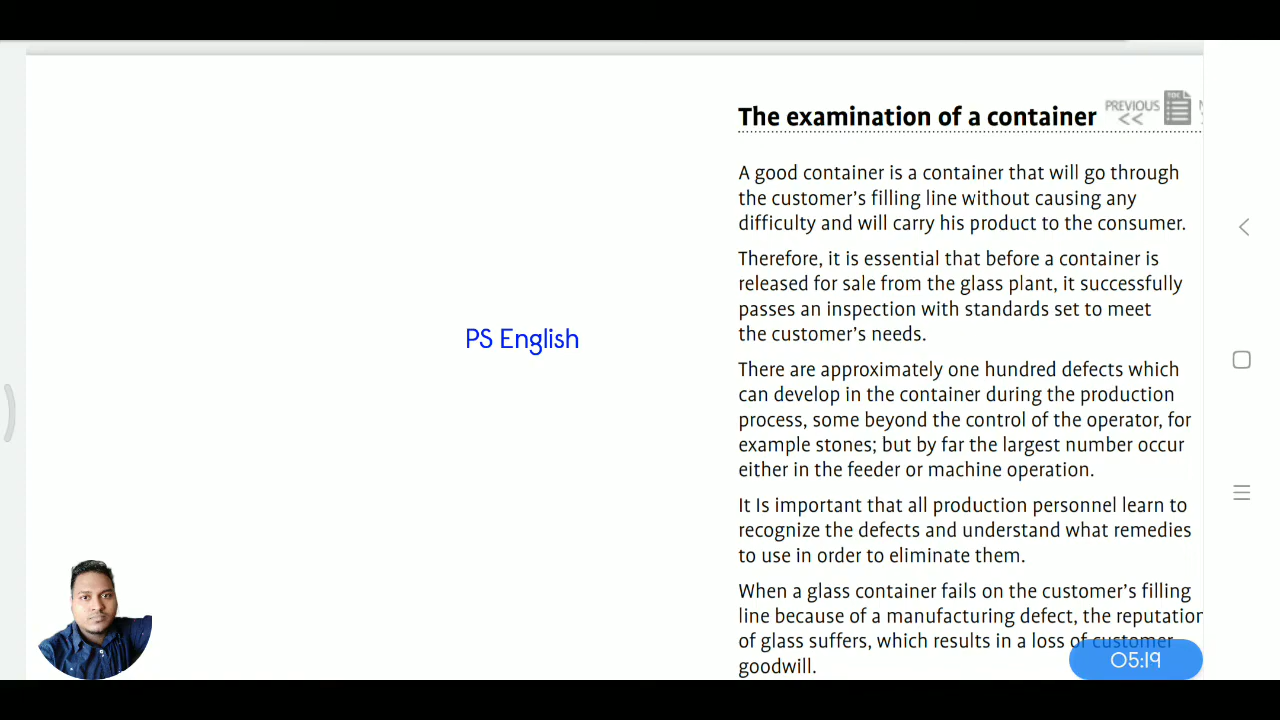 The examination of a container
PREVIOUS
<<
TOC
A good container is a container that will go through
the customer's filling line without causing any
difficulty and will carry his product to the consumer.
Therefore, it is essential that before a container is
released for sale from the glass plant, it successfully
passes an inspection with standards set to meet
the customer's needs.
PS English
There are approximately one hundred defects which
can develop in the container during the production
process, some beyond the control of the operator, for
example stones; but by far the largest number occur
either in the feeder or machine operation.
It Is important that all production personnel learn to
recognize the defects and understand what remedies
to use in order to eliminate them.
When a glass container fails on the customer's filling
line because of a manufacturing defect, the reputation
of glass suffers, which results in a loss of customer
goodwill.
05:19